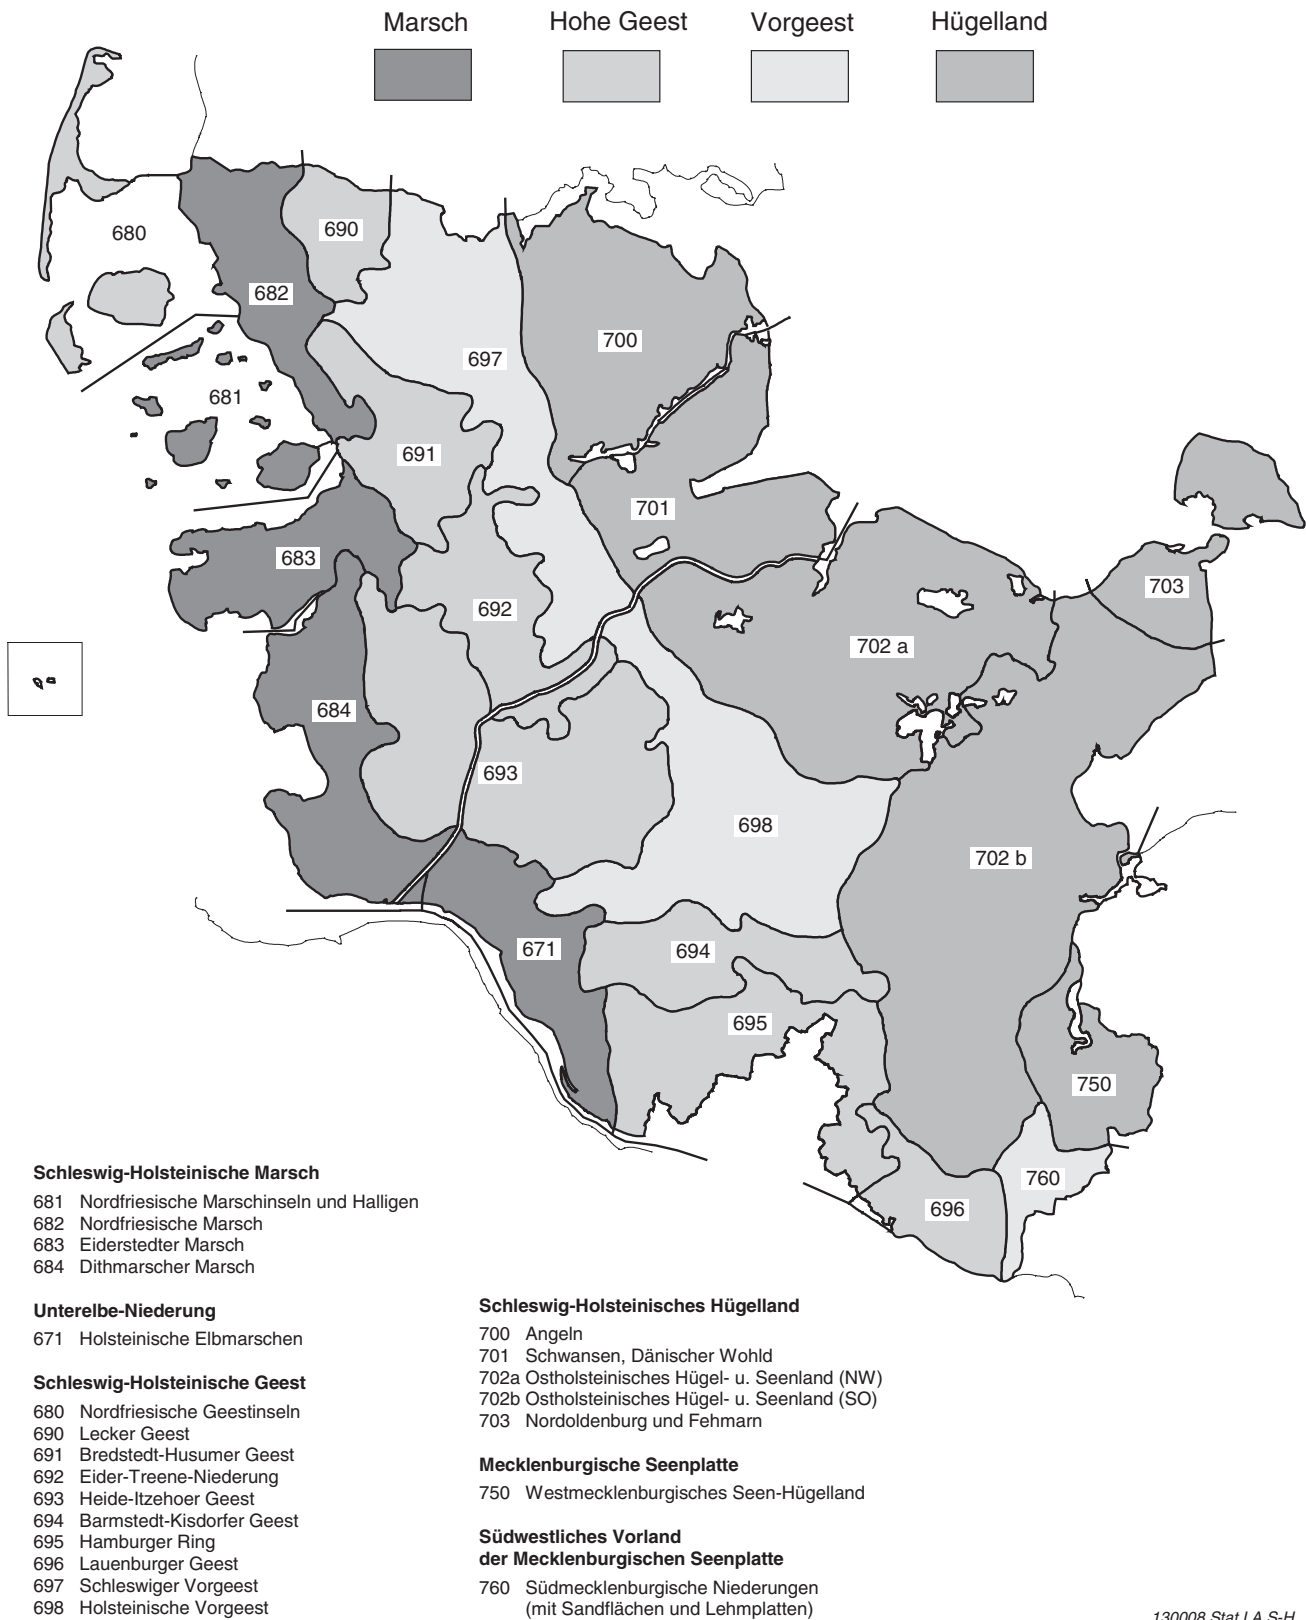 Marsch
Hohe Geest
Vorgeest
Hügelland
680
690
682
697
700
681
691
701
683
692
703
702 a
684
693
698
702 b
671
694
695
750
760
696
Schleswig-Holsteinische Marsch
681 Nordfriesische Marschinseln und Halligen
682 Nordfriesische Marsch
683 Eiderstedter Marsch
684 Dithmarscher Marsch
Unterelbe-Niederung
671 Holsteinische Elbmarschen
Schleswig-Holsteinische Geest
680 Nordfriesische Geestinseln
690 Lecker Geest
691 Bredstedt-Husumer Geest
692 Eider-Treene-Niederung
693 Heide-Itzehoer Geest
694 Barmstedt-Kisdorfer Geest
695 Hamburger Ring
696 Lauenburger Geest
697 Schleswiger Vorgeest
698 Holsteinische Vorgeest
Schleswig-Holsteinisches Hügelland
700 Angeln
701 Schwansen, Dänischer Wohld
702a Ostholsteinisches Hügel- u. Seenland (NW)
702b Ostholsteinisches Hügel- u. Seenland (SO)
703 Nordoldenburg und Fehmarn
Mecklenburgische Seenplatte
750 Westmecklenburgisches Seen-Hügelland
Südwestliches Vorland
der Mecklenburgischen Seenplatte
760 Südmecklenburgische Niederungen
(mit Sandflächen und Lehmplatten)
130008 Stat LA S-H